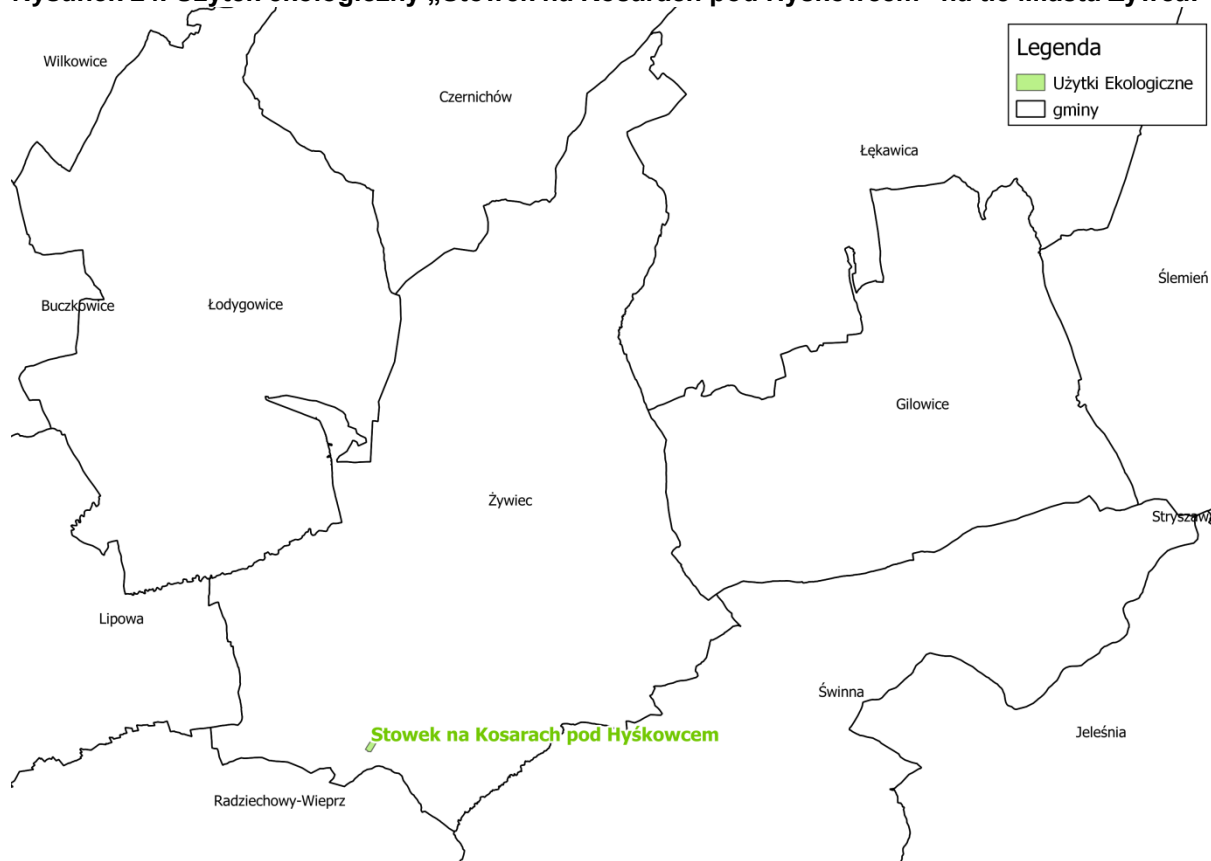 Wilkowice
Czernichów
Legenda
Użytki Ekologiczne
gminy
Łękawica
Ślemień
Buczkowice
Łodygowice
Gilowice
Żywiec
Lipowa
Świnna
Stowek na Kosarach pod Hyśkowcem
Jeleśnia
Radziechowy-Wieprz